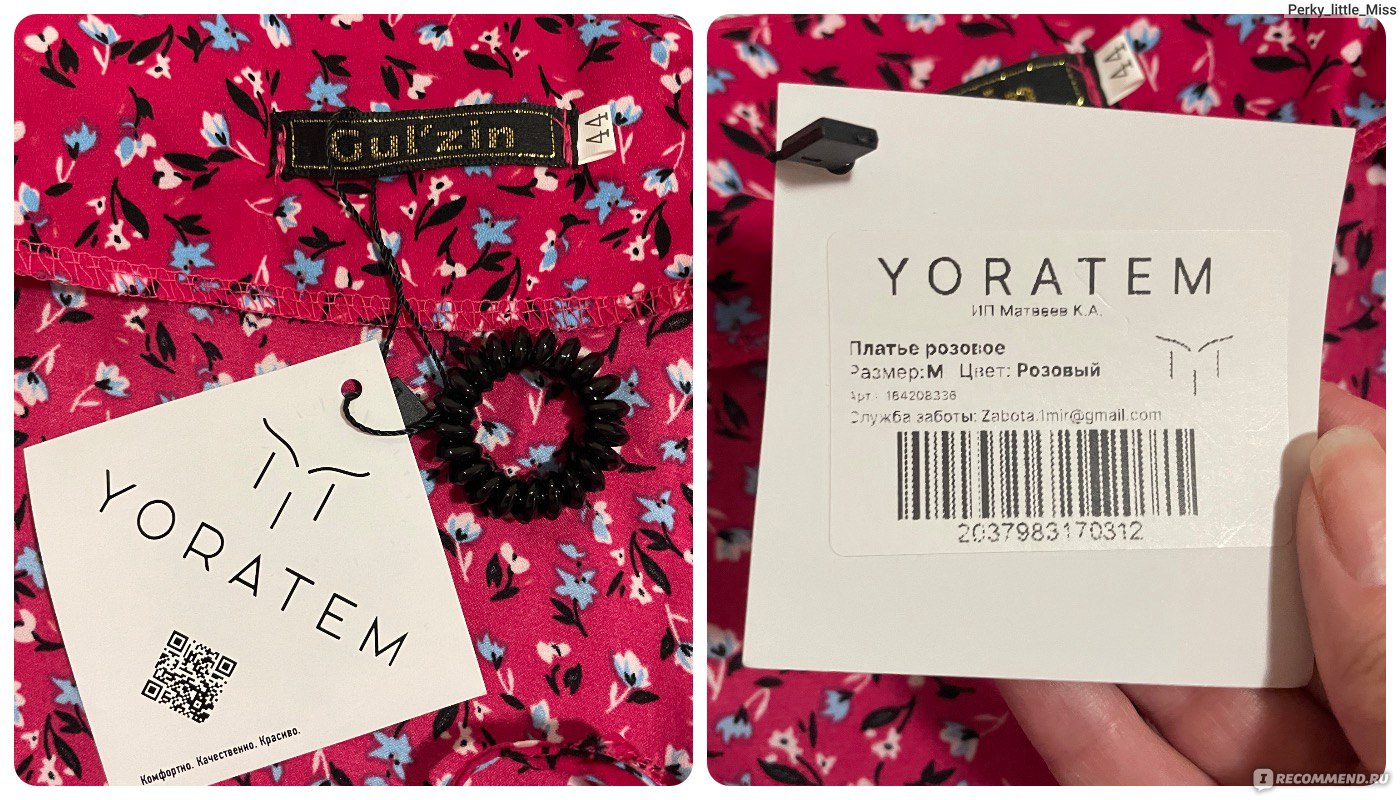 Perky_little_Miss
Gul'zin
44
YORATEM
Комфортно. Качественно. Красиво.
44
YORATEM
ИП Матвеев К.А.
Платье розовое
Размер:M Цвет: Розовый
Арт.: 164208336
Служба заботы: Zabota.1mir@gmail.com
2037983170312
IRECOMMEND.RU